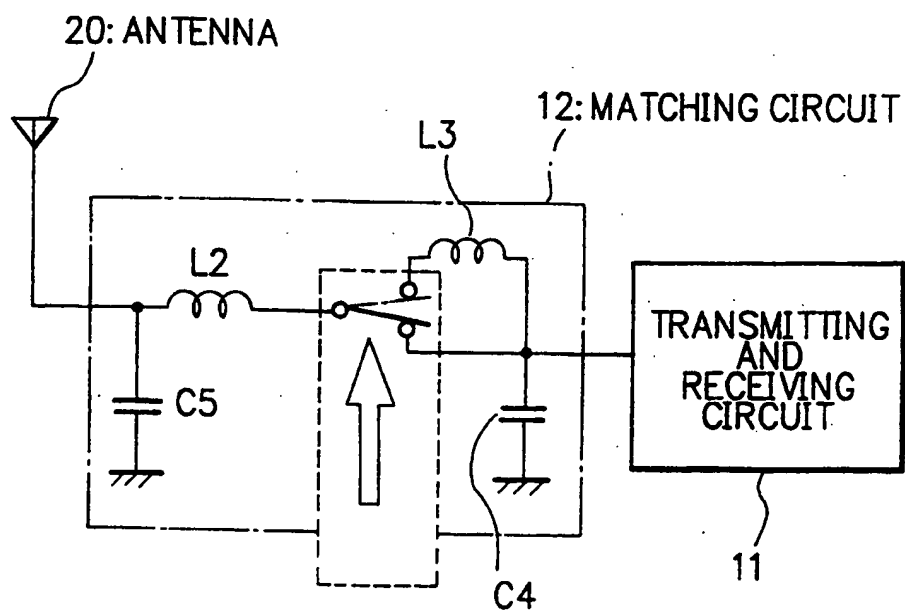 20: ANTENNA
12: MATCHING CIRCUIT
L3
L2
C5
TRANSMITTING
AND
RECEIVING
CIRCUIT
C4
11